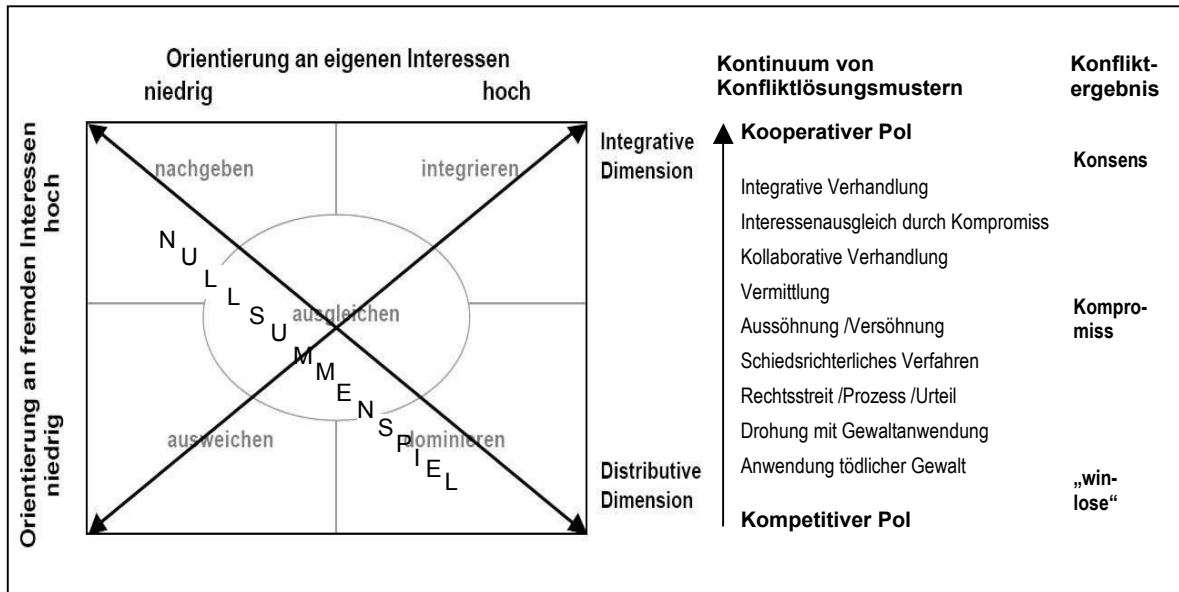 Orientierung an eigenen Interessen
niedrig
hoch
Orientierung an fremden Interessen
hoch
niedrig
nachgeben
integrieren
ausgleichen
ausweichen
dominieren
NULLSUMMENSPIEL
Integrative
Dimension
Distributive
Dimension
Kontinuum von
Konfliktlösungsmustern
Kooperativer Pol
Integrative Verhandlung
Interessenausgleich durch Kompromiss
Kollaborative Verhandlung
Vermittlung
Aussöhnung /Versöhnung
Schiedsrichterliches Verfahren
Rechtsstreit /Prozess /Urteil
Drohung mit Gewaltanwendung
Anwendung tödlicher Gewalt
Kompetitiver Pol
Konflikt-
ergebnis
Konsens
Kompro-
miss
„win-
lose“